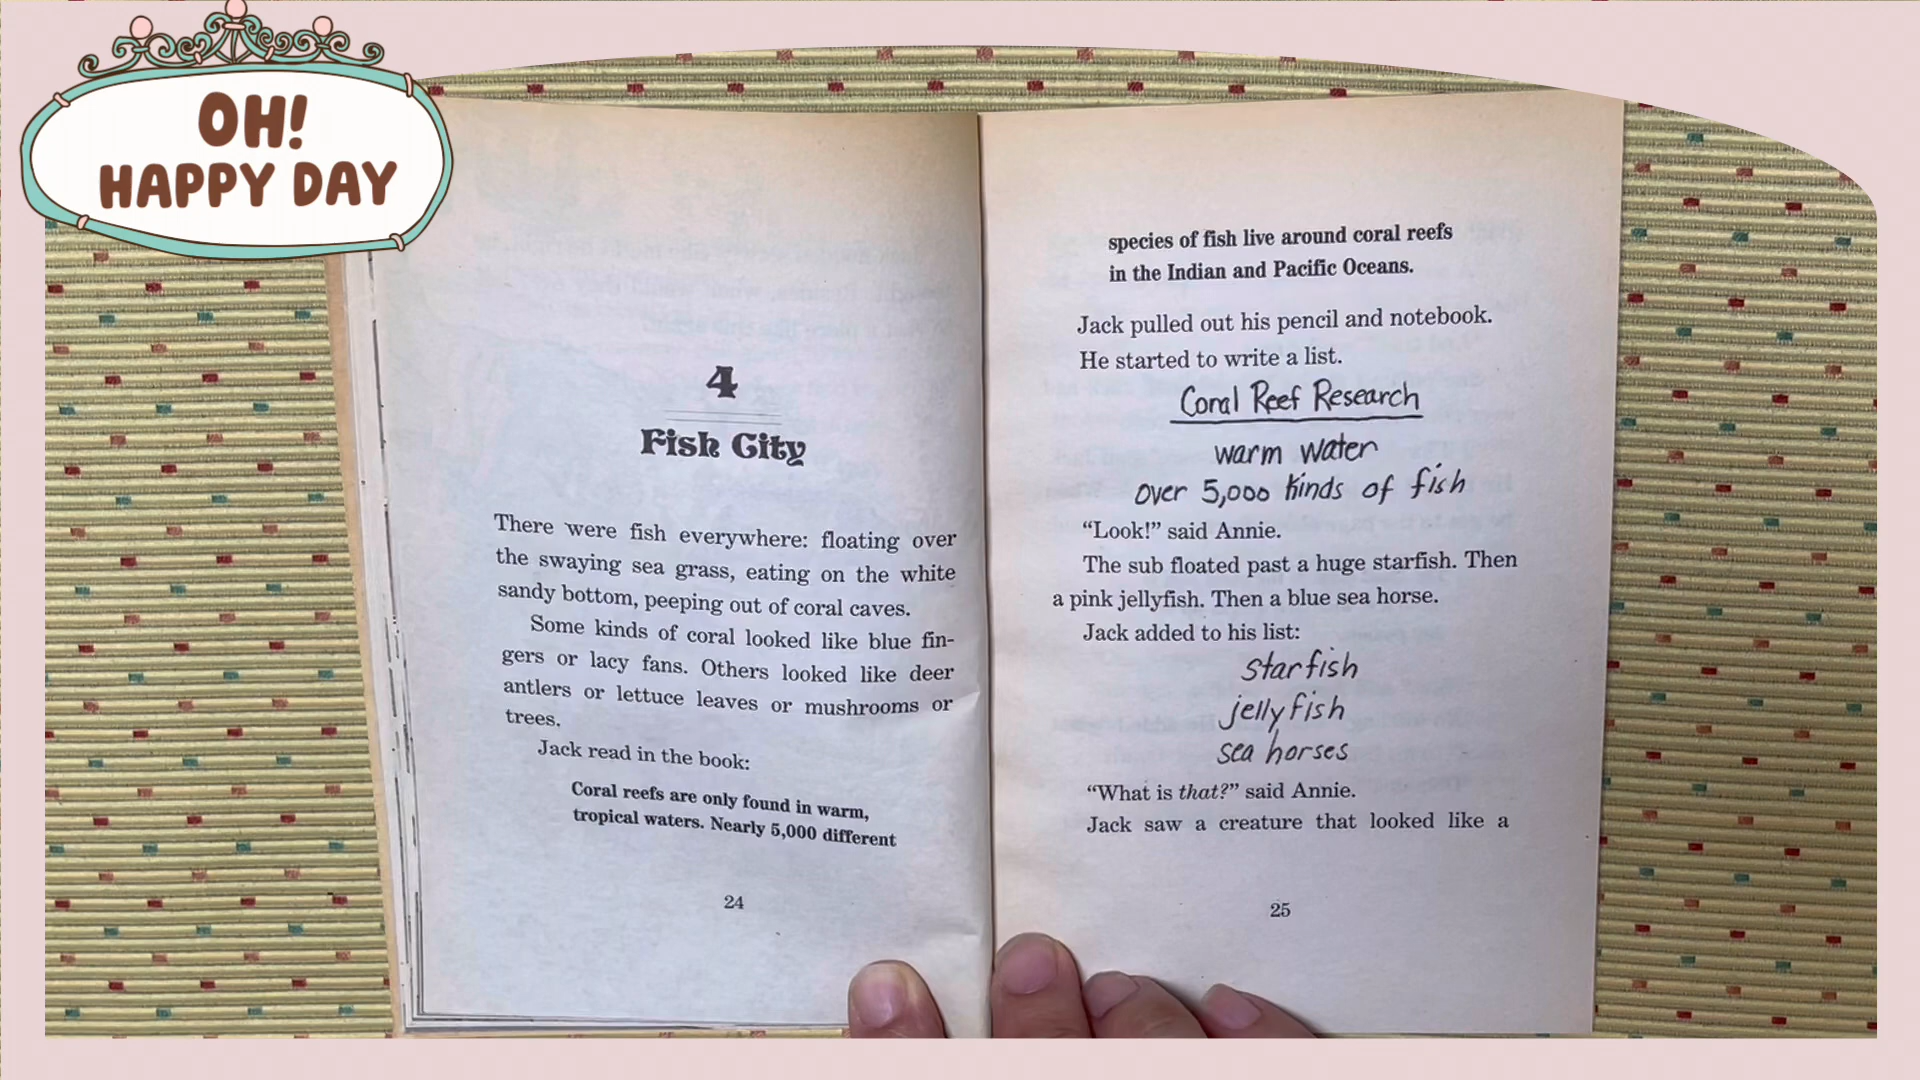 OH!
HAPPY DAY
4
Fish City
There were fish everywhere: floating over
the swaying sea grass, eating on the white
sandy bottom, peeping out of coral caves.
Some kinds of coral looked like blue fin-
gers or lacy fans. Others looked like deer
antlers or lettuce leaves or mushrooms or
trees.
Jack read in the book:
Coral reefs are only found in warm,
tropical waters. Nearly 5,000 different
24
species of fish live around coral reefs
in the Indian and Pacific Oceans.
Jack pulled out his pencil and notebook.
He started to write a list.
Coral Reef Research
warm water
over 5,000 kinds of fish
“Look!” said Annie.
The sub floated past a huge starfish. Then
a pink jellyfish. Then a blue sea horse.
Jack added to his list:
starfish
jellyfish
sea horses
“What is that?” said Annie.
Jack saw a creature that looked like a
25